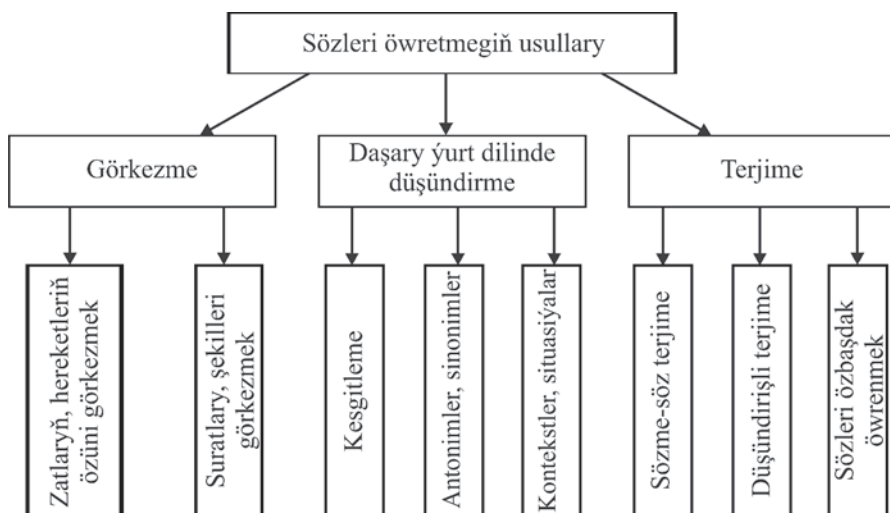 Sözleri öwretmegiň usullary
Görkezme
Daşary ýurt dilinde
düşündirme
Terjime
Zatlaryň, hereketleriň
özüni görkezmek
Suratlary, şekilleri
görkezmek
Kesgitleme
Antonimler, sinonimler
Kontekstler, situasiýalar
Sözme-söz terjime
Düşündirişli terjime
Sözleri özbaşdak
öwrenmek